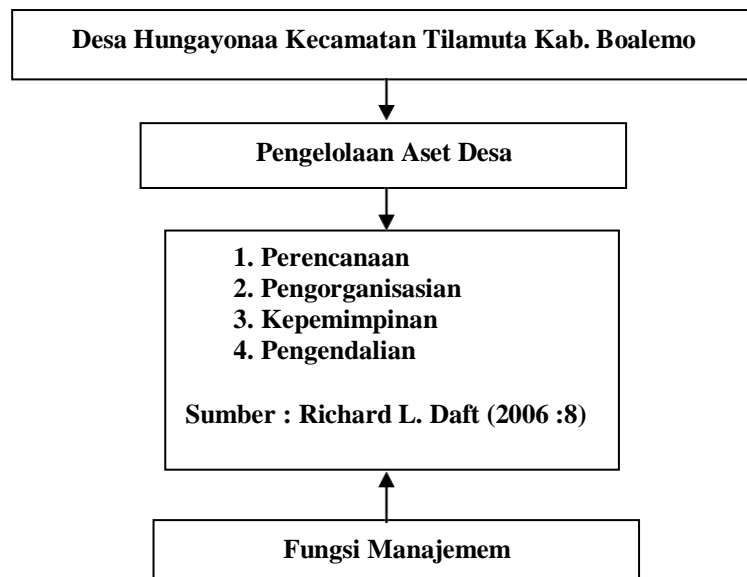 Desa Hungayonaa Kecamatan Tilamuta Kab. Boalemo
Pengelolaan Aset Desa
1. Perencanaan
2. Pengorganisasian
3. Kepemimpinan
4. Pengendalian
Sumber : Richard L. Daft (2006 :8)
Fungsi Manajemem